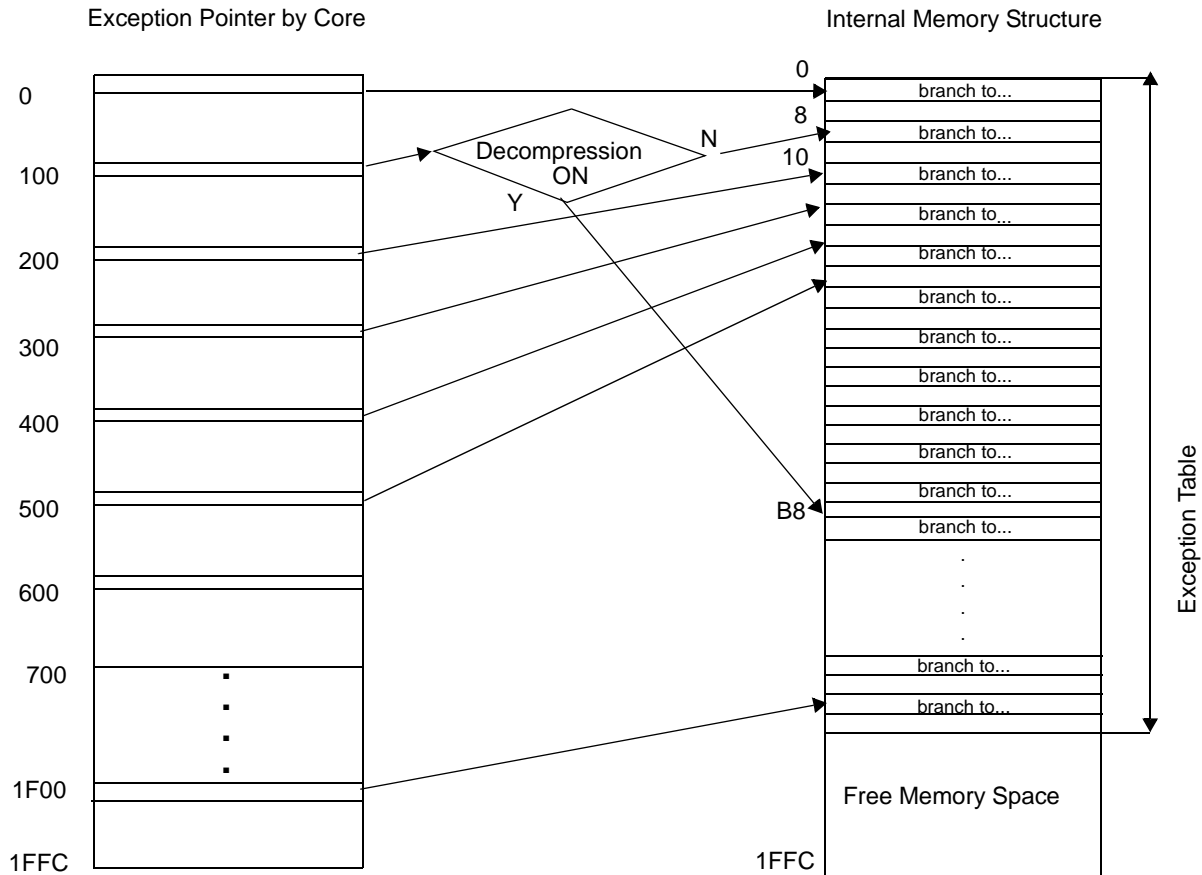 Exception Pointer by Core
Internal Memory Structure
0
100
200
300
400
500
600
700
1F00
1FFC
Decompression
ON
N
Y
0
8
10
B8
1FFC
branch to...
branch to...
branch to...
branch to...
branch to...
branch to...
branch to...
branch to...
branch to...
branch to...
branch to...
branch to...
branch to...
branch to...
Free Memory Space
Exception Table